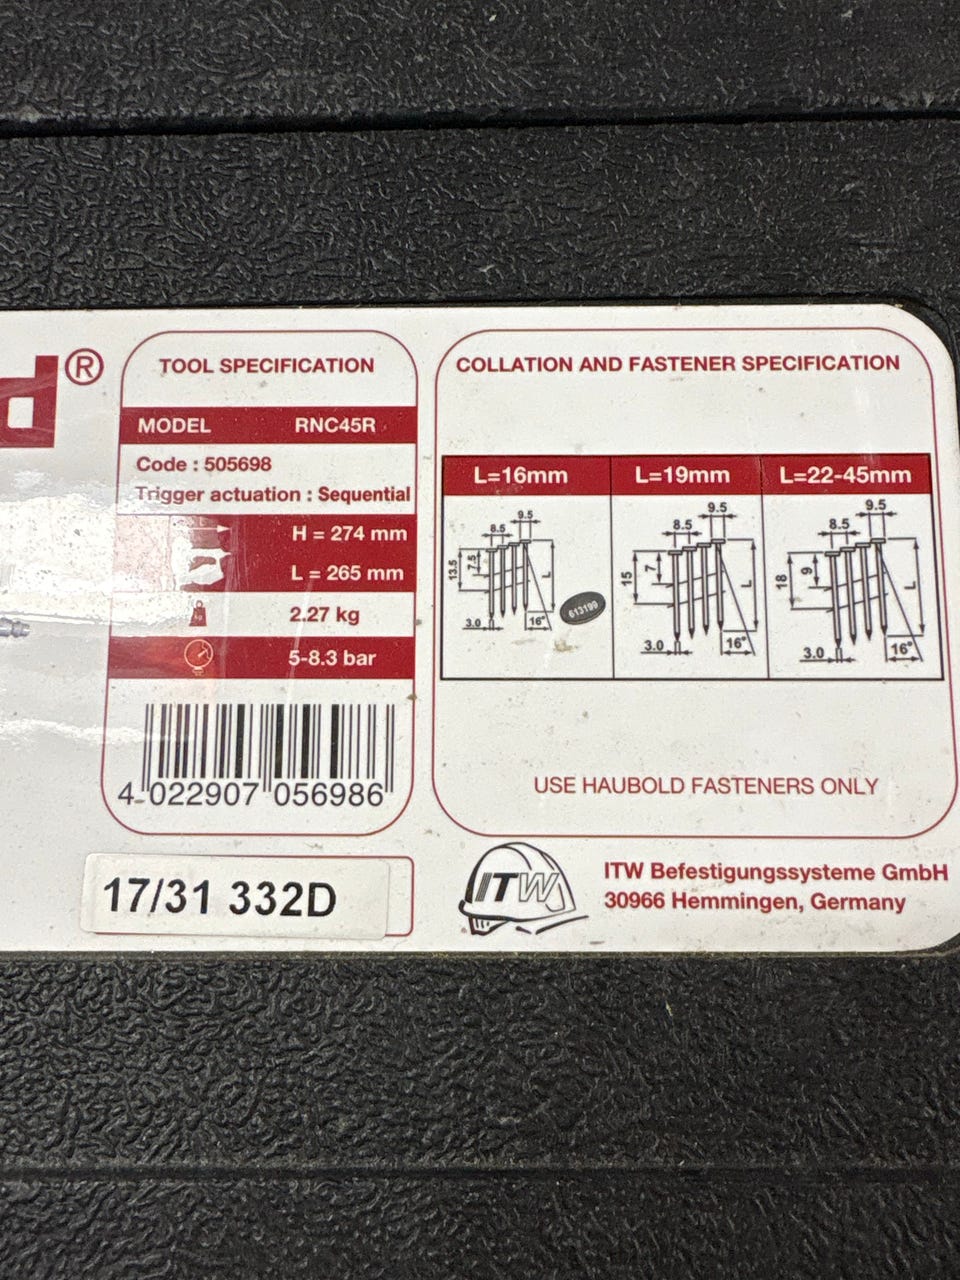 P®
TOOL SPECIFICATION
MODEL RNC45R
Code : 505698
Trigger actuation : Sequential
H = 274 mm
L = 265 mm
kg 2.27 kg
5-8.3 bar
4 022907 056986
17/31 332D
COLLATION AND FASTENER SPECIFICATION
L=16mm L=19mm L=22-45mm
9.5 9.5 9.5
8.5 8.5 8.5
13.5 7.5 L 15 7 L 18 9 L
613199
3.0 16° 3.0 16° 3.0 16°
USE HAUBOLD FASTENERS ONLY
ITW
ITW Befestigungssysteme GmbH
30966 Hemmingen, Germany